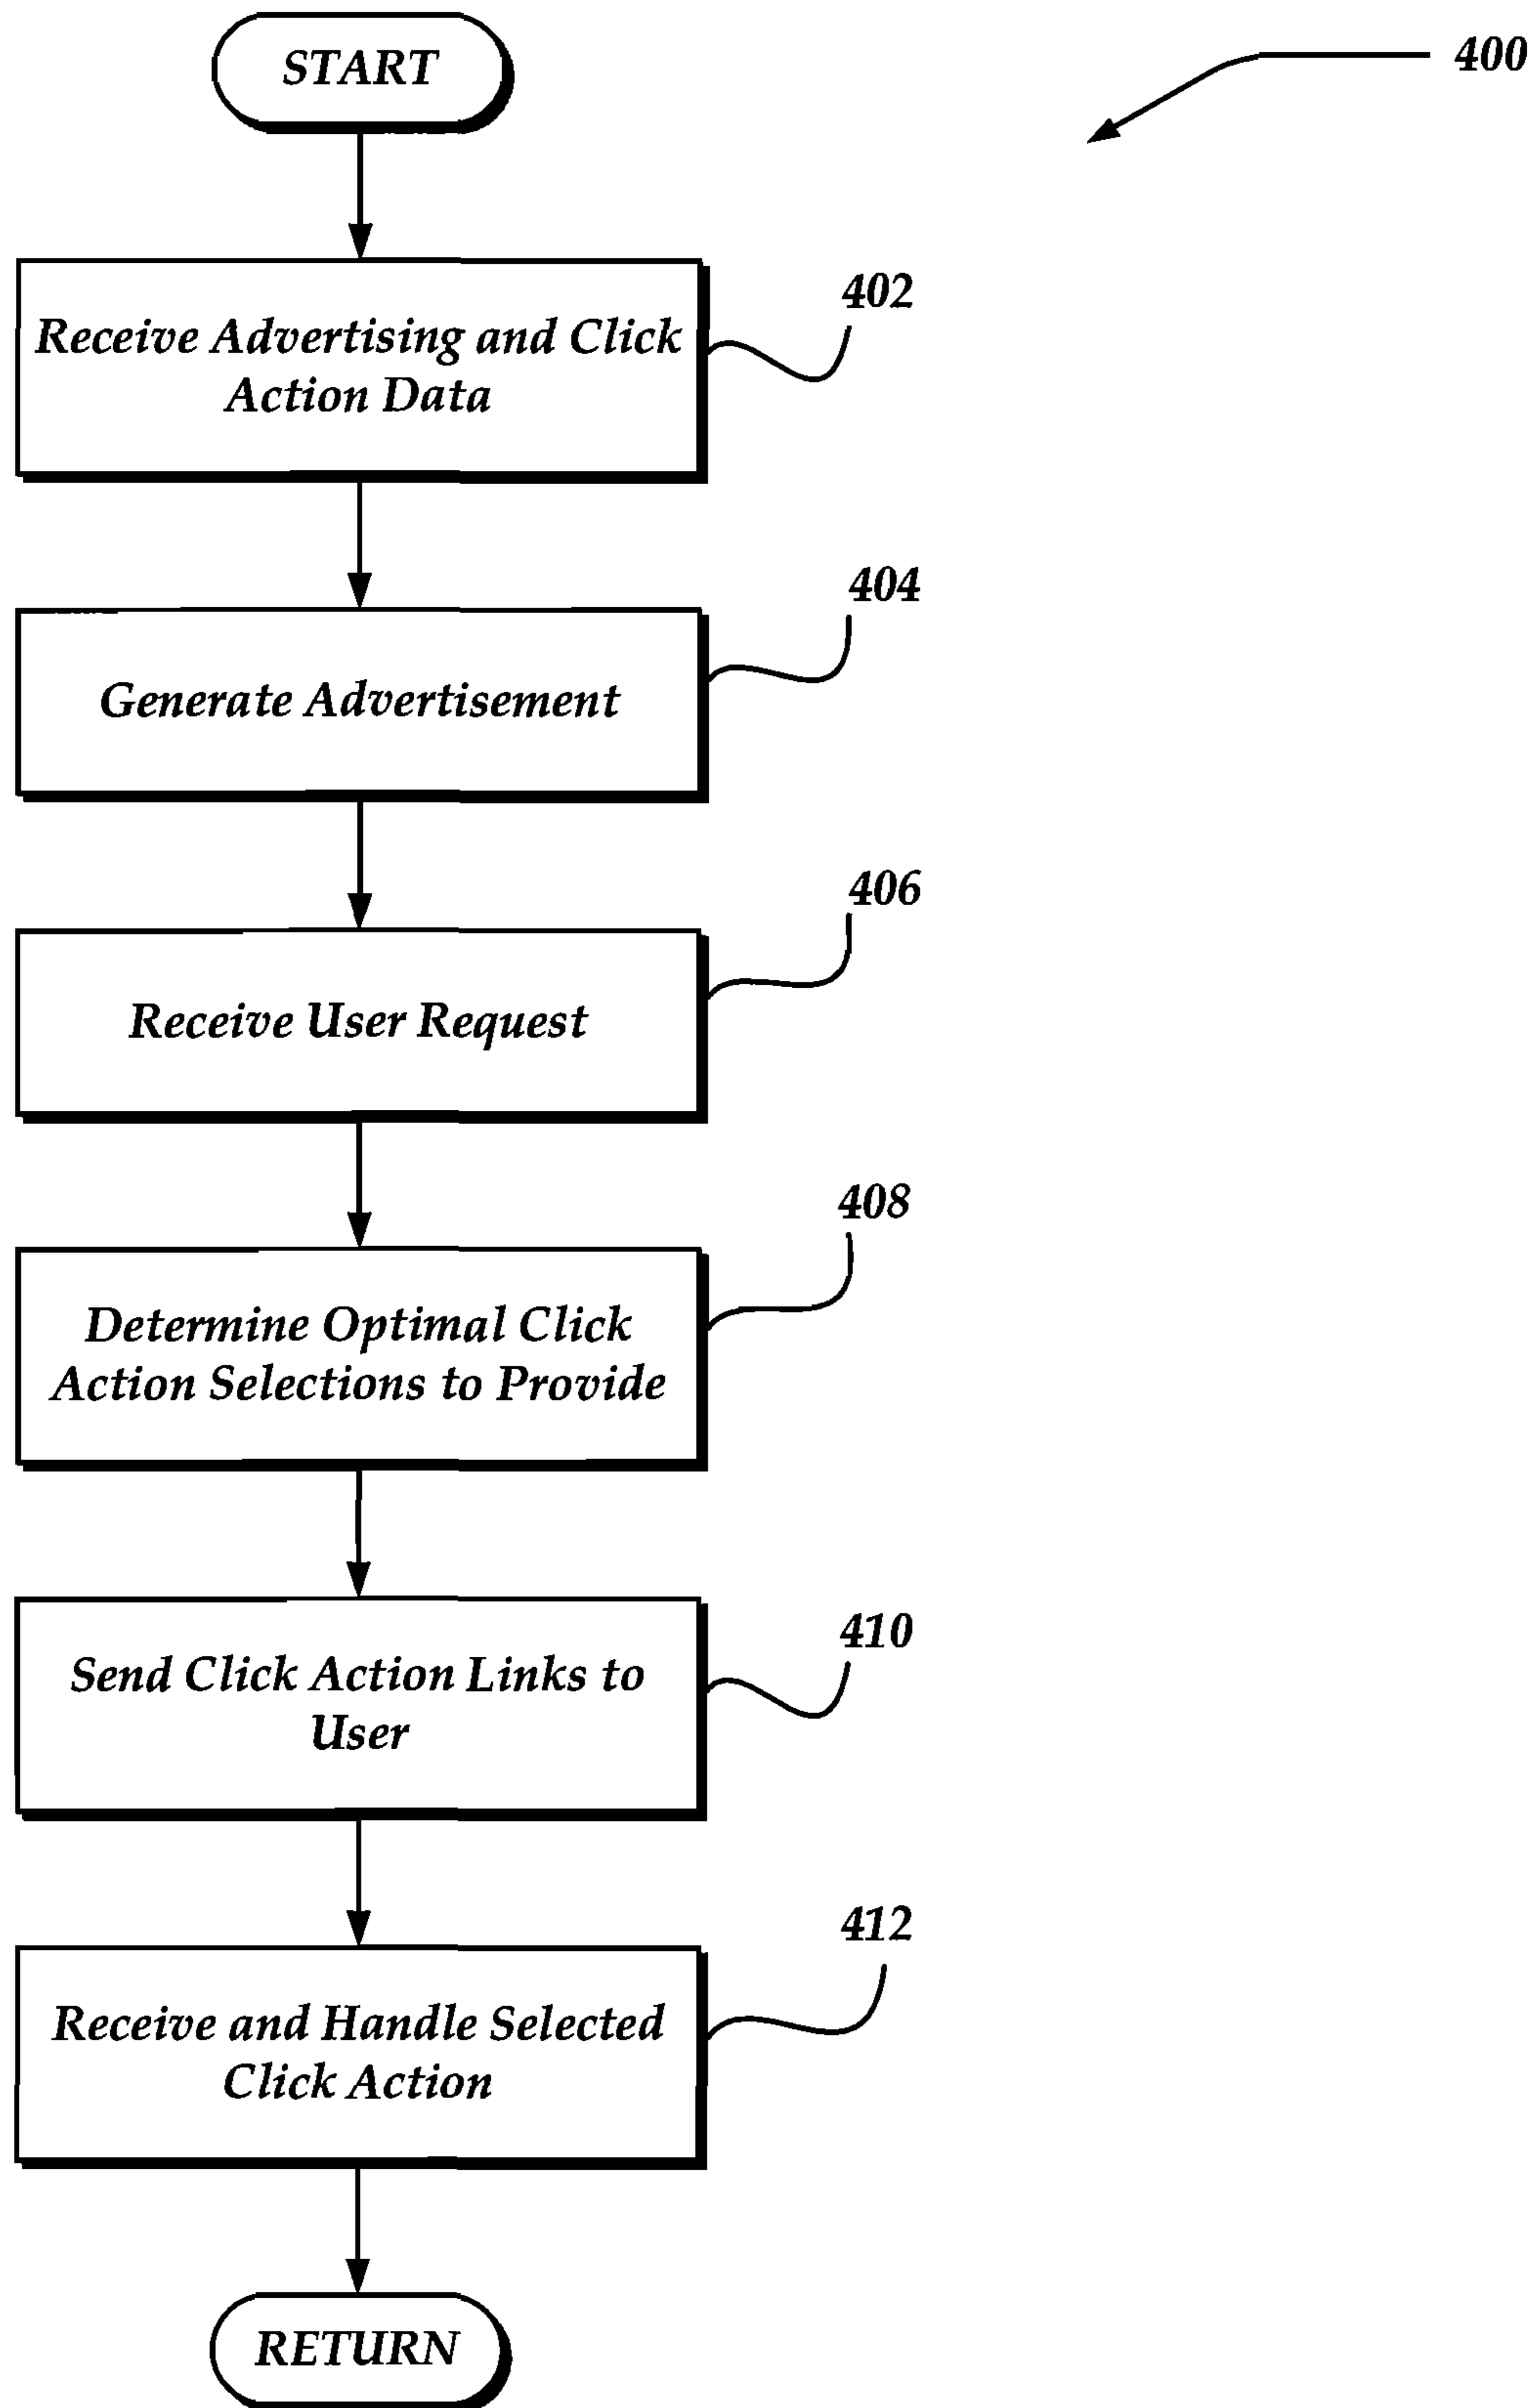 START
400
402
Receive Advertising and Click
Action Data
404
Generate Advertisement
406
Receive User Request
408
Determine Optimal Click
Action Selections to Provide
410
Send Click Action Links to
User
412
Receive and Handle Selected
Click Action
RETURN